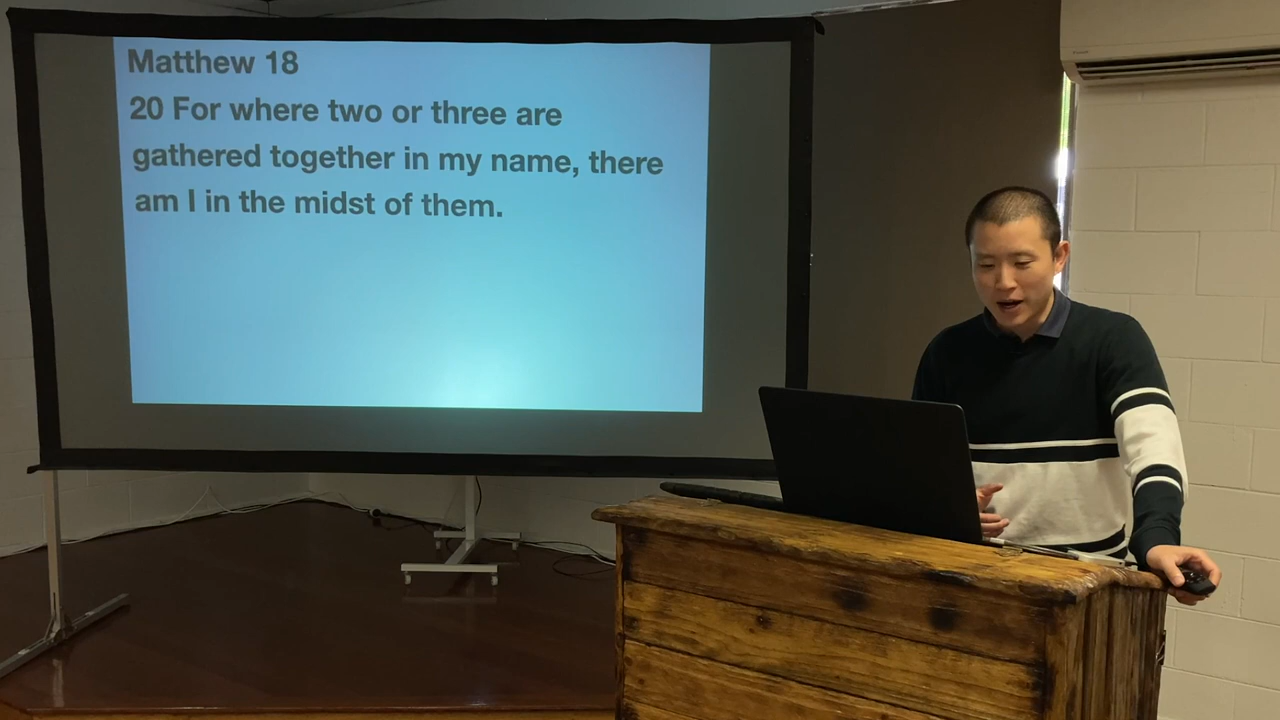 Matthew 18
20 For where two or three are
gathered together in my name, there
am I in the midst of them.